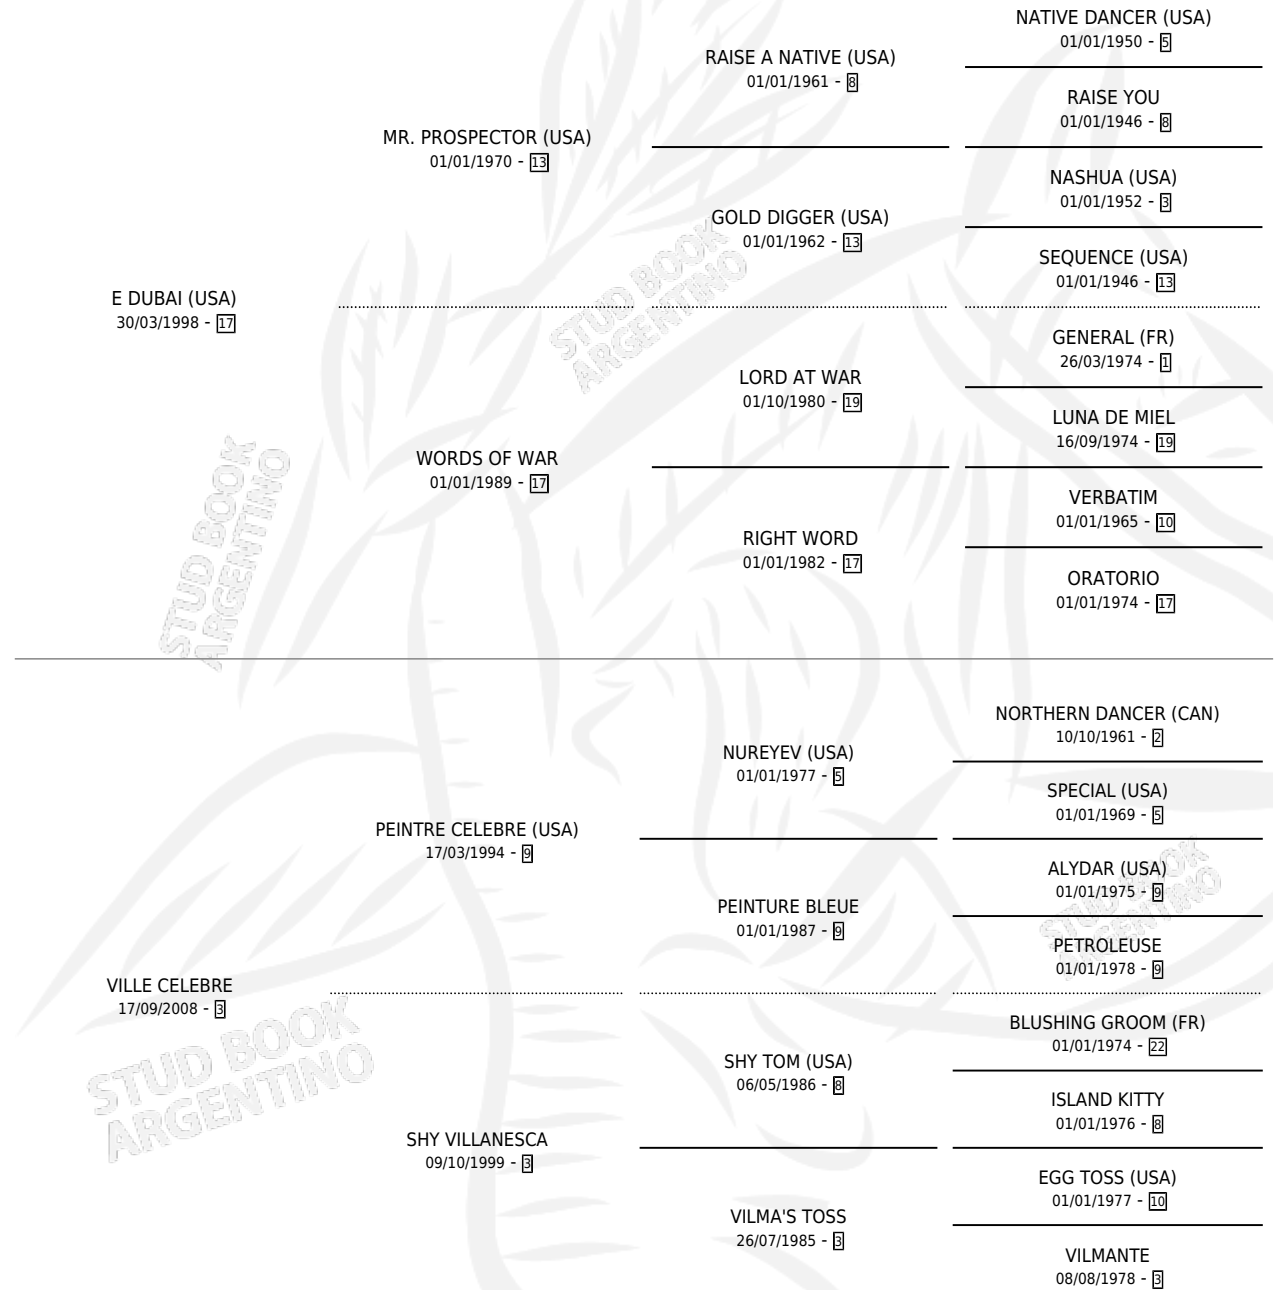 NATIVE DANCER (USA)
01/01/1950 - 5
RAISE A NATIVE (USA)
01/01/1961 - 8
RAISE YOU
01/01/1946 - 8
MR. PROSPECTOR (USA)
01/01/1970 - 13
NASHUA (USA)
01/01/1952 - 3
GOLD DIGGER (USA)
01/01/1962 - 13
SEQUENCE (USA)
01/01/1946 - 13
E DUBAI (USA)
30/03/1998 - 17
GENERAL (FR)
26/03/1974 - 1
LORD AT WAR
01/10/1980 - 19
LUNA DE MIEL
16/09/1974 - 19
WORDS OF WAR
01/01/1989 - 17
VERBATIM
01/01/1965 - 10
RIGHT WORD
01/01/1982 - 17
ORATORIO
01/01/1974 - 17
NORTHERN DANCER (CAN)
10/10/1961 - 2
NUREYEV (USA)
01/01/1977 - 5
SPECIAL (USA)
01/01/1969 - 5
PEINTRE CELEBRE (USA)
17/03/1994 - 9
ALYDAR (USA)
01/01/1975 - 9
PEINTURE BLEUE
01/01/1987 - 9
PETROLEUSE
01/01/1978 - 9
VILLE CELEBRE
17/09/2008 - 3
BLUSHING GROOM (FR)
01/01/1974 - 22
SHY TOM (USA)
06/05/1986 - 8
ISLAND KITTY
01/01/1976 - 8
SHY VILLANESCA
09/10/1999 - 3
EGG TOSS (USA)
01/01/1977 - 10
VILMA'S TOSS
26/07/1985 - 3
VILMANTE
08/08/1978 - 3
STUD BOOK
ARGENTINO
STUD BOOK
ARGENTINO
STUD BOOK
ARGENTINO
STUD BOOK
ARGENTINO